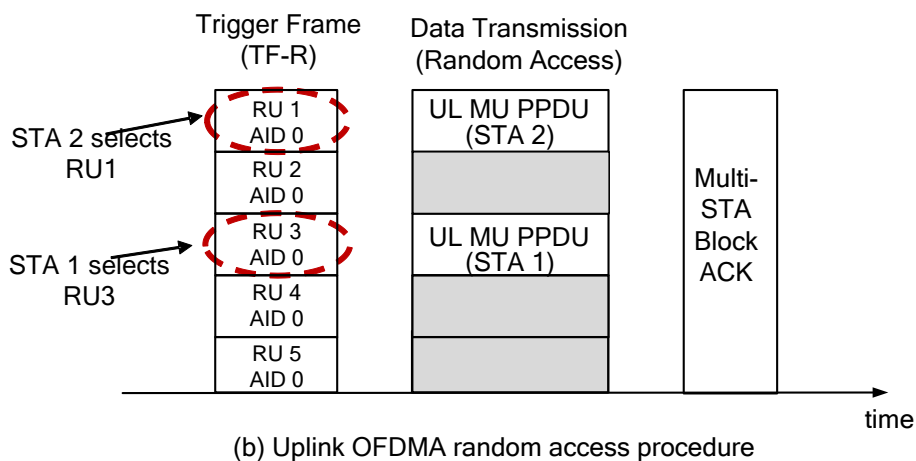 Trigger Frame
(TF-R)
Data Transmission
(Random Access)
STA 2 selects
RU1
STA 1 selects
RU3
RU 1
AID 0
RU 2
AID 0
RU 3
AID 0
RU 4
AID 0
RU 5
AID 0
UL MU PPDU
(STA 2)
UL MU PPDU
(STA 1)
Multi-
STA
Block
ACK
time
(b) Uplink OFDMA random access procedure